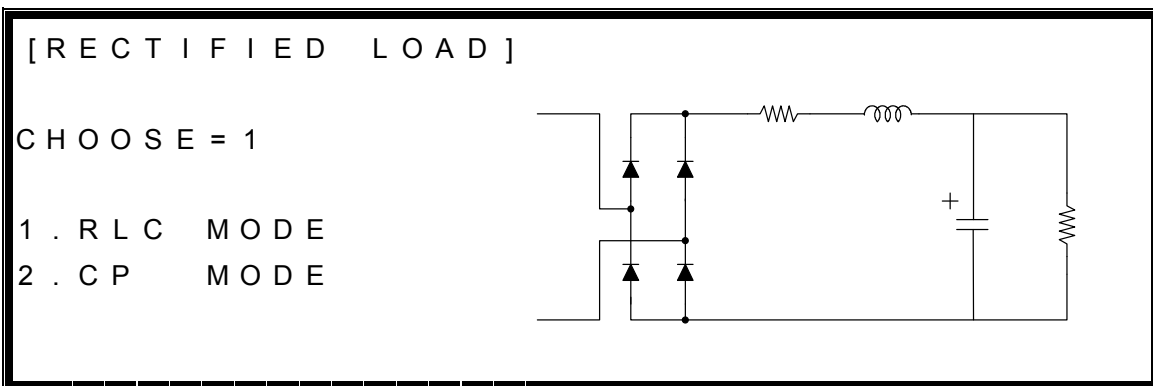 [RECTIFIED LOAD]
CHOOSE=1
1.RLC MODE
2.CP MODE
+